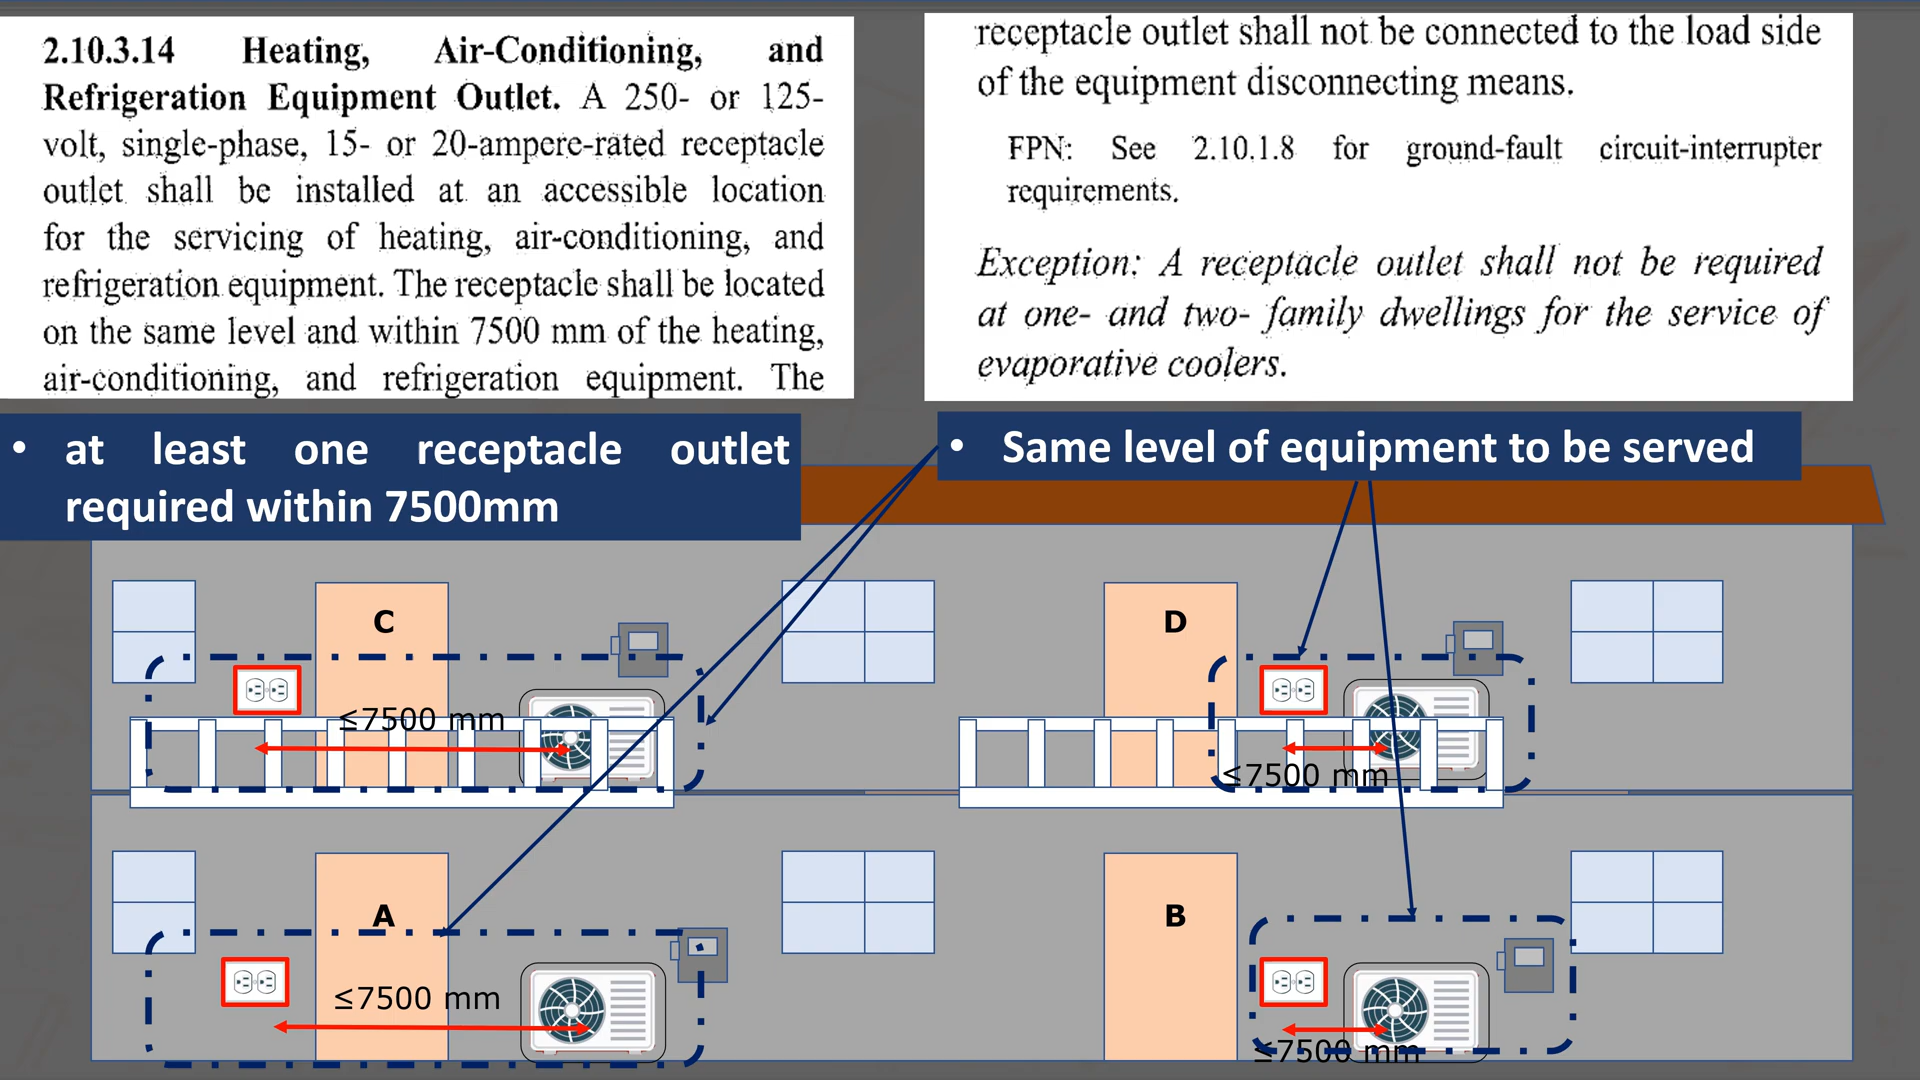 2.10.3.14 Heating, Air-Conditioning, and
Refrigeration Equipment Outlet. A 250- or 125-
volt, single-phase, 15- or 20-ampere-rated receptacle
outlet shall be installed at an accessible location
for the servicing of heating, air-conditioning, and
refrigeration equipment. The receptacle shall be located
on the same level and within 7500 mm of the heating,
air-conditioning, and refrigeration equipment. The
receptacle outlet shall not be connected to the load side
of the equipment disconnecting means.
FPN: See 2.10.1.8 for ground-fault circuit-interrupter
requirements.
Exception: A receptacle outlet shall not be required
at one- and two- family dwellings for the service of
evaporative coolers.
• at least one receptacle outlet
required within 7500mm
• Same level of equipment to be served
C
D
≤7500 mm
≤7500 mm
A
B
≤7500 mm
≤7500 mm